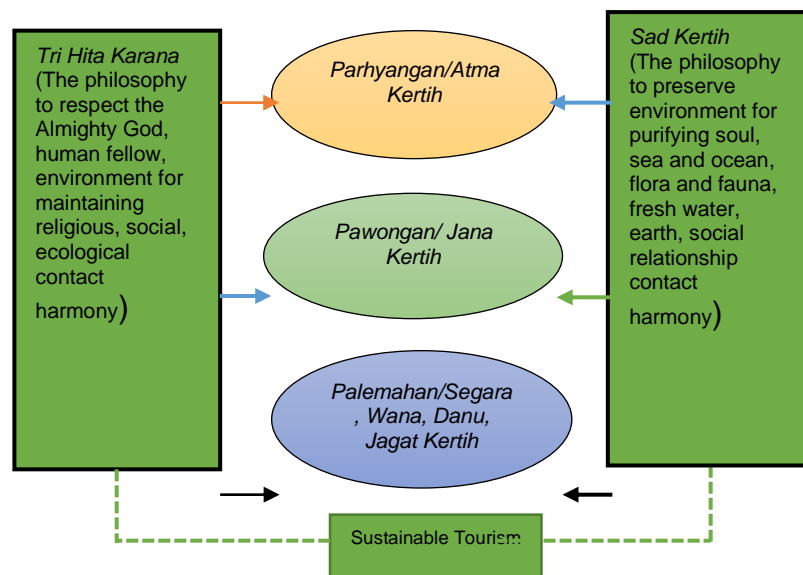 Tri Hita Karana
(The philosophy
to respect the
Almighty God,
human fellow,
environment for
maintaining
religious, social,
ecological
contact
harmony)
Parhyangan/Atma
Kertih
Pawongan/ Jana
Kertih
Palemahan/Segara
, Wana, Danu,
Jagat Kertih
Sad Kertih
(The philosophy
to preserve
environment for
purifying soul,
sea and ocean,
flora and fauna,
fresh water,
earth, social
relationship
contact
harmony)
Sustainable Tourism